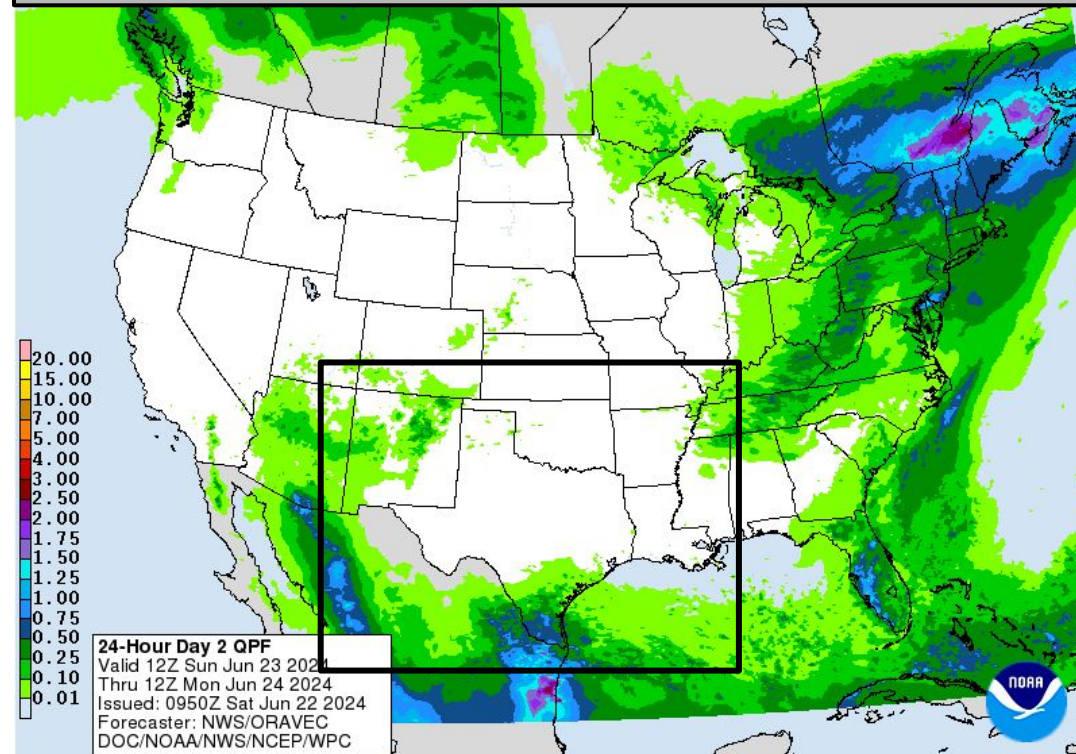 20.00
15.00
10.00
7.00
5.00
4.00
3.00
2.50
2.00
1.75
1.50
1.25
1.00
0.75
0.50
0.25
0.10
0.01
24-Hour Day 2 QPF
Valid 12Z Sun Jun 23 2024
Thru 12Z Mon Jun 24 2024
Issued: 0950Z Sat Jun 22 2024
Forecaster: NWS/ORAVEC
DOC/NOAA/NWS/NCEP/WPC
NOAA